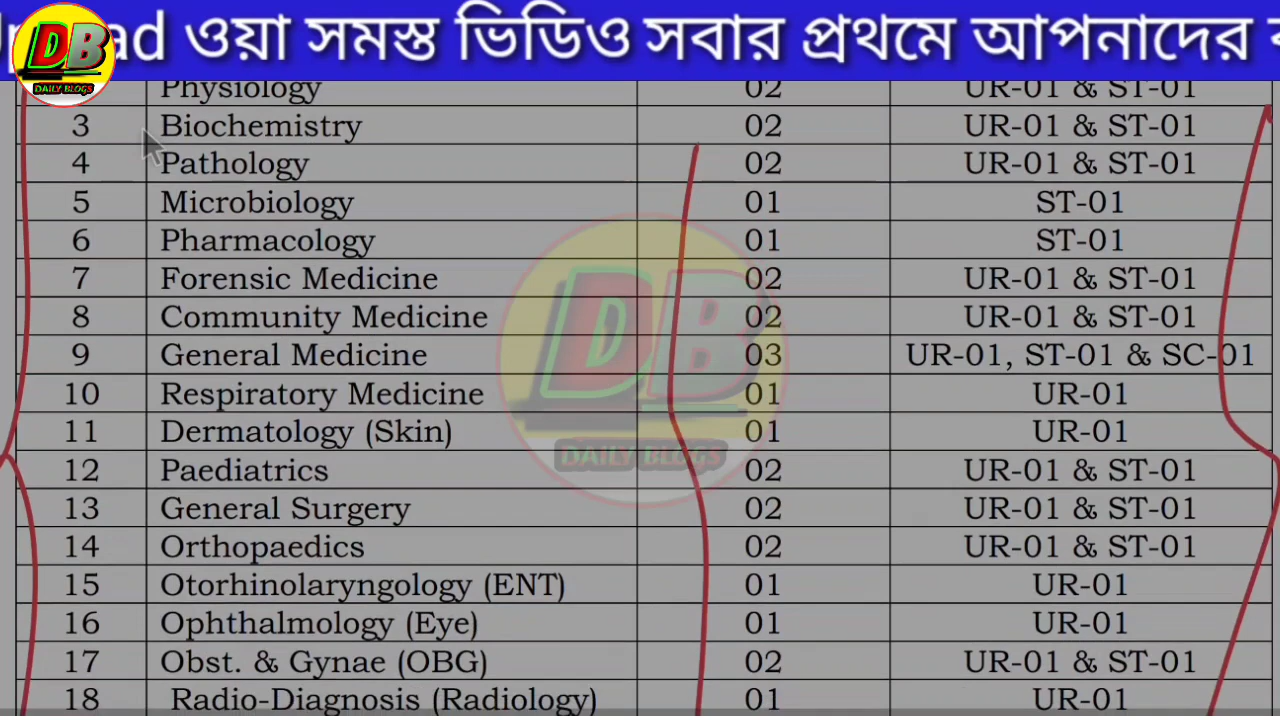 ad ওয়া সমস্ত ভিডিও সবার প্রথমে আপনাদের
DB
DAILY BLOGS
Physiology 02 UR-01 & ST-01
3 Biochemistry 02 UR-01 & ST-01
4 Pathology 02 UR-01 & ST-01
5 Microbiology 01 ST-01
6 Pharmacology 01 ST-01
7 Forensic Medicine 02 UR-01 & ST-01
8 Community Medicine 02 UR-01 & ST-01
9 General Medicine 03 UR-01, ST-01 & SC-01
10 Respiratory Medicine 01 UR-01
11 Dermatology (Skin) 01 UR-01
12 Paediatrics 02 UR-01 & ST-01
13 General Surgery 02 UR-01 & ST-01
14 Orthopaedics 02 UR-01 & ST-01
15 Otorhinolaryngology (ENT) 01 UR-01
16 Ophthalmology (Eye) 01 UR-01
17 Obst. & Gynae (OBG) 02 UR-01 & ST-01
18 Radio-Diagnosis (Radiology) 01 UR-01
DB
DAILY BLOGS